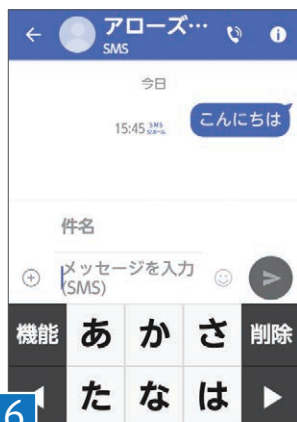 アローズ…
SMS
今日
15:45
こんにちは
件名
メッセージを入力
(SMS)
機能 あ か さ 削除
た な は
6